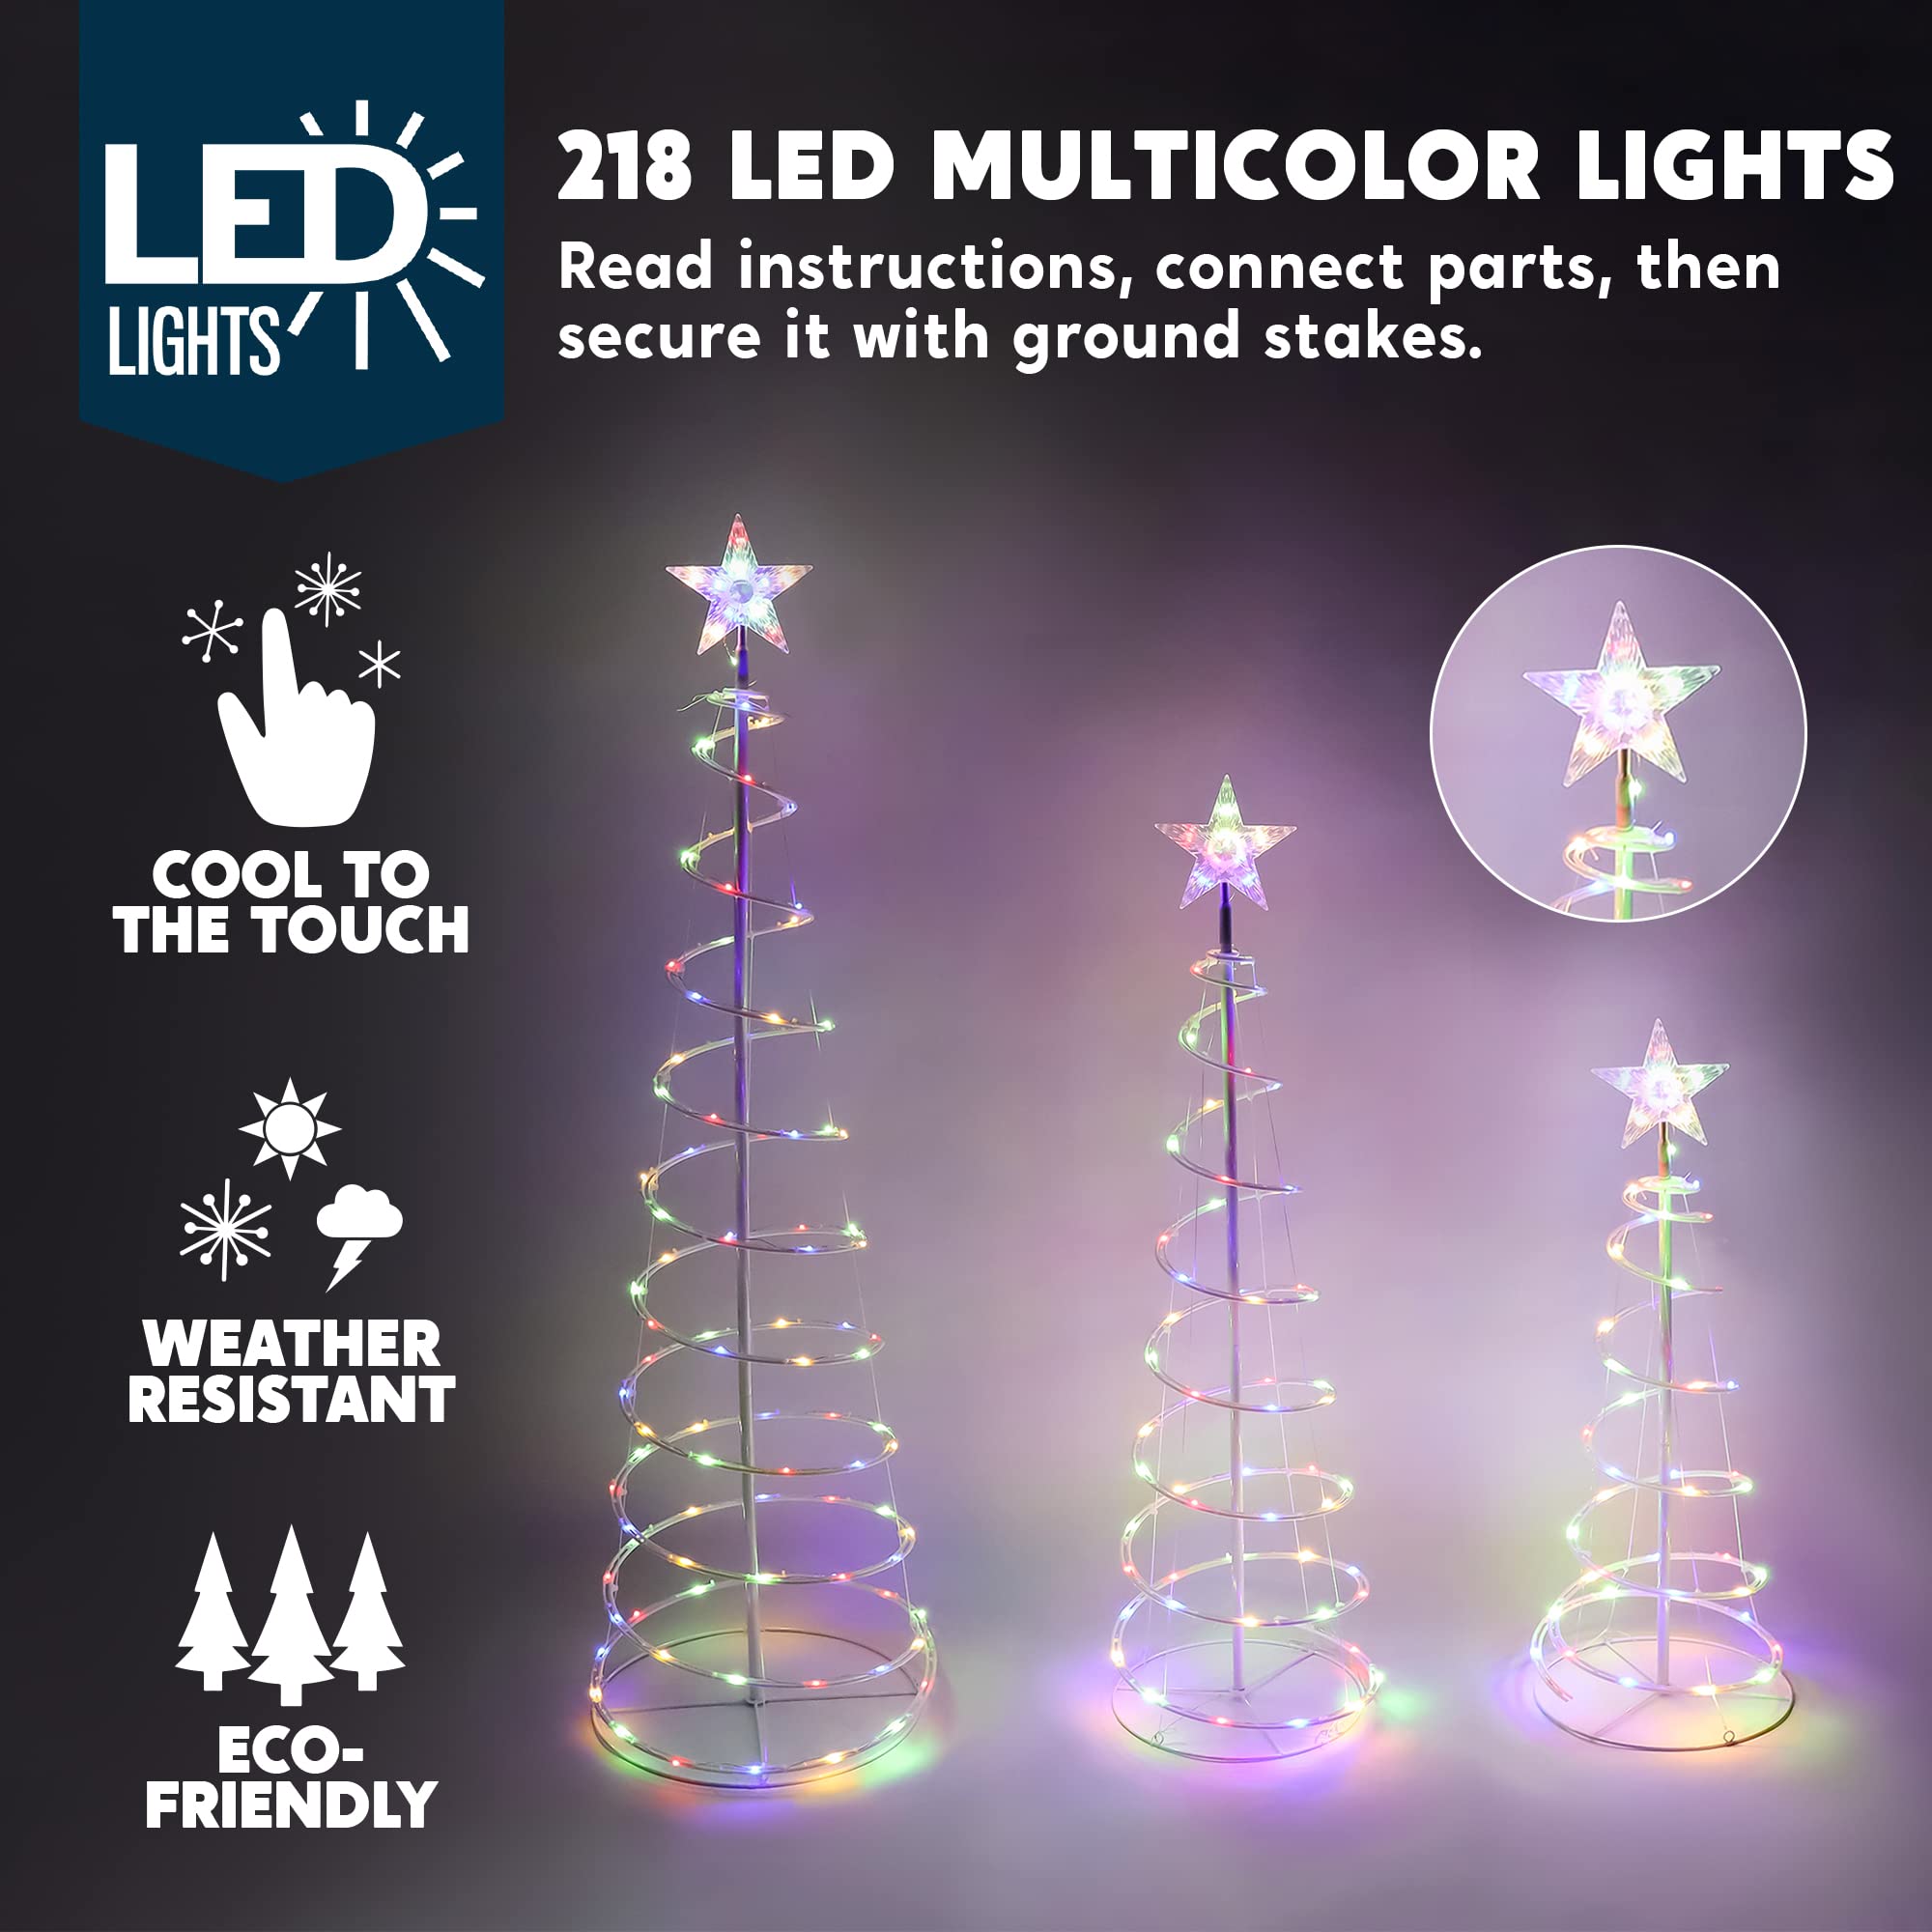 LED
LIGHTS
218 LED MULTICOLOR LIGHTS
Read instructions, connect parts, then
secure it with ground stakes.
COOL TO
THE TOUCH
WEATHER
RESISTANT
ECO-
FRIENDLY